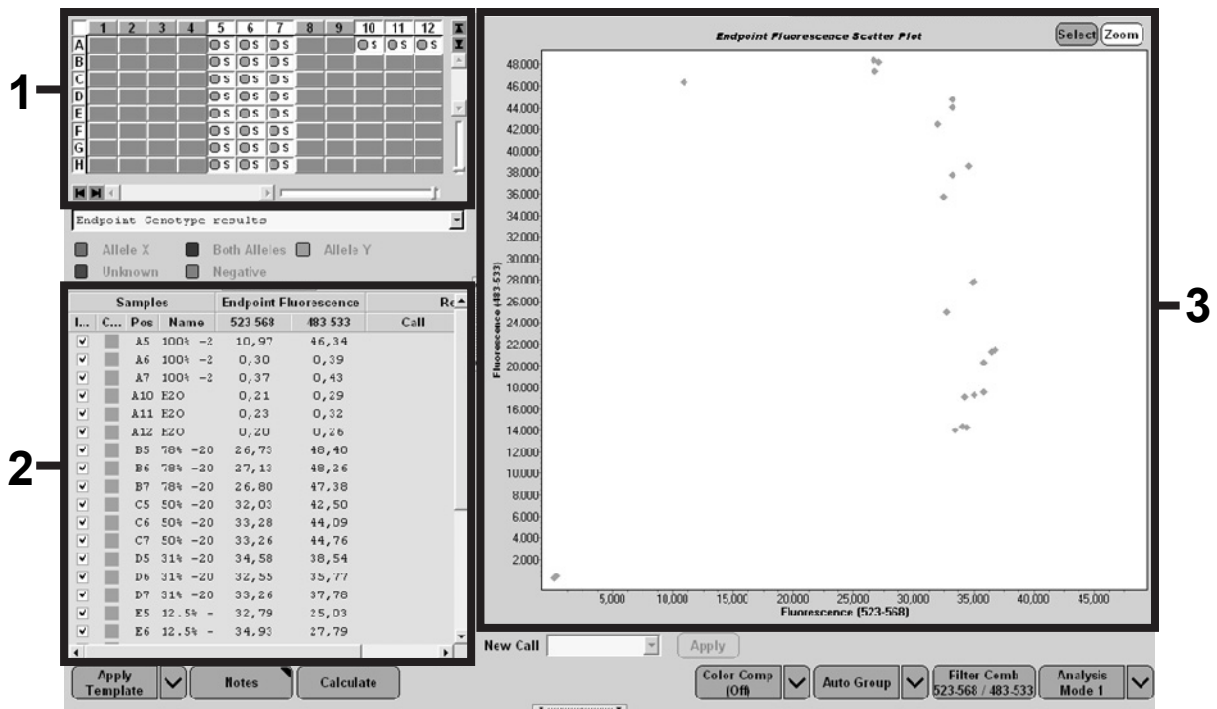 1 2 3 4 5 6 7 8 9 10 11 12
A S S S S S S
B S S S
C S S S
D S S S
E S S S
F S S S
G S S S
H S S S
1
Endpoint Genotype results
Allele X Both Alleles Allele Y
Unknown Negative
Samples Endpoint Fluorescence Re
I... C... Pos Name 523 568 483 533 Call
A5 100% -2 10,97 46,34
A6 100% -2 0,30 0,39
A7 100% -2 0,37 0,43
A10 E2O 0,21 0,29
A11 E2O 0,23 0,32
A12 E2O 0,20 0,26
B5 78% -20 26,73 48,40
B6 78% -20 27,13 48,26
B7 78% -20 26,80 47,38
C5 50% -20 32,03 42,50
C6 50% -20 33,28 44,09
C7 50% -20 33,26 44,76
D5 31% -20 34,58 38,54
D6 31% -20 32,55 35,77
D7 31% -20 33,26 37,78
E5 12.5% - 32,79 25,03
E6 12.5% - 34,93 27,79
2
Endpoint Fluorescence Scatter Plot
Select Zoom
48.000
46.000
44.000
42.000
40.000
38.000
36.000
34.000
32.000
30.000
28.000
26.000
24.000
22.000
20.000
18.000
16.000
14.000
12.000
10.000
8.000
6.000
4.000
2.000
Fluorescence (483-533)
5,000 10,000 15,000 20,000 25,000 30,000 35,000 40,000 45,000
Fluorescence (523-568)
3
New Call Apply
Apply Template Notes Calculate
Color Comp (Off) Auto Group Filter Comb 523-568 / 483-533 Analysis Mode 1